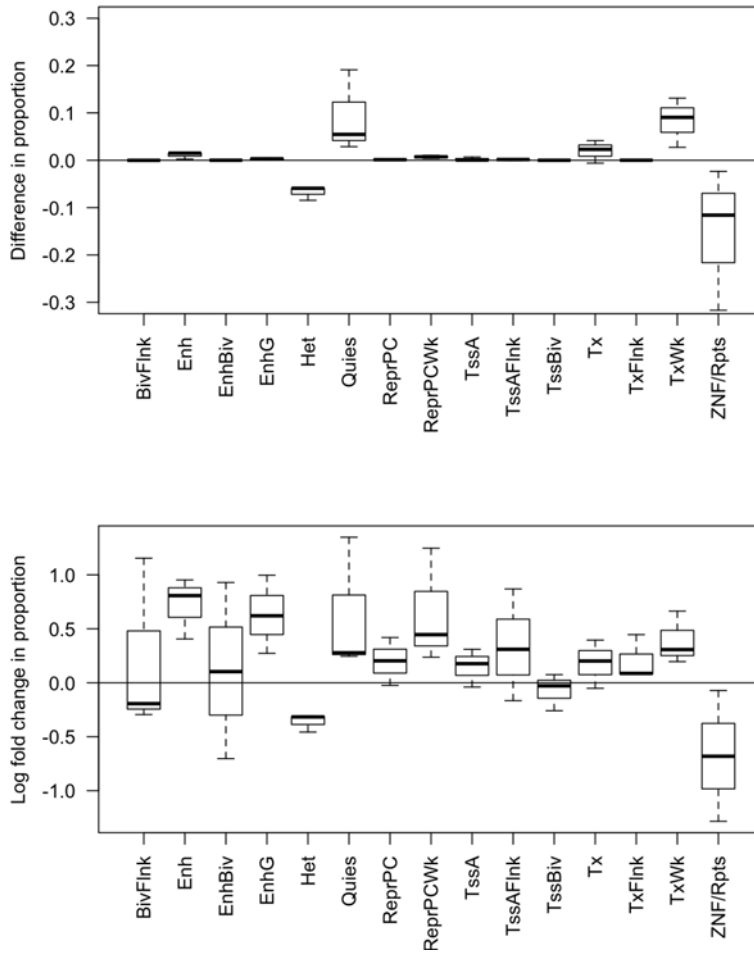 Difference in proportion
0.3
0.2
0.1
0.0
-0.1
-0.2
-0.3
BivFlnk
Enh
EnhBiv
EnhG
Het
Quies
ReprPC
ReprPCWk
TssA
TssAFlnk
TssBiv
Tx
TxFlnk
TxWk
ZNF/Rpts
Log fold change in proportion
1.0
0.5
0.0
-0.5
-1.0
BivFlnk
Enh
EnhBiv
EnhG
Het
Quies
ReprPC
ReprPCWk
TssA
TssAFlnk
TssBiv
Tx
TxFlnk
TxWk
ZNF/Rpts